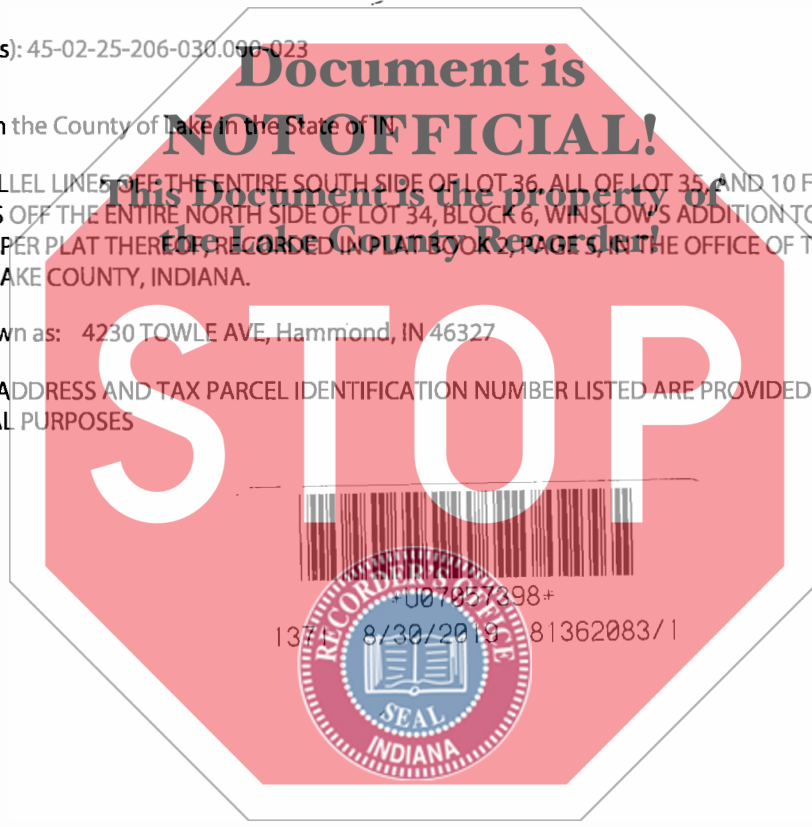 s): 45-02-25-206-030.000-023
Document is
n the County of Lake in the State of IN
NOT OFFICIAL!
LLEL LINES OFF THE ENTIRE SOUTH SIDE OF LOT 36, ALL OF LOT 35, AND 10 F
This Document is the property of
S OFF THE ENTIRE NORTH SIDE OF LOT 34, BLOCK 6, WINSLOW'S ADDITION TO
the Lake County Recorder!
PER PLAT THEREOF, RECORDED IN PLAT BOOK 2, PAGE 5, IN THE OFFICE OF T
AKE COUNTY, INDIANA.
wn as: 4230 TOWLE AVE, Hammond, IN 46327
ADDRESS AND TAX PARCEL IDENTIFICATION NUMBER LISTED ARE PROVIDED
L PURPOSES
STOP
*U07057398*
1371 8/30/2019 81362083/1
RECORDER'S OFFICE
SEAL
INDIANA